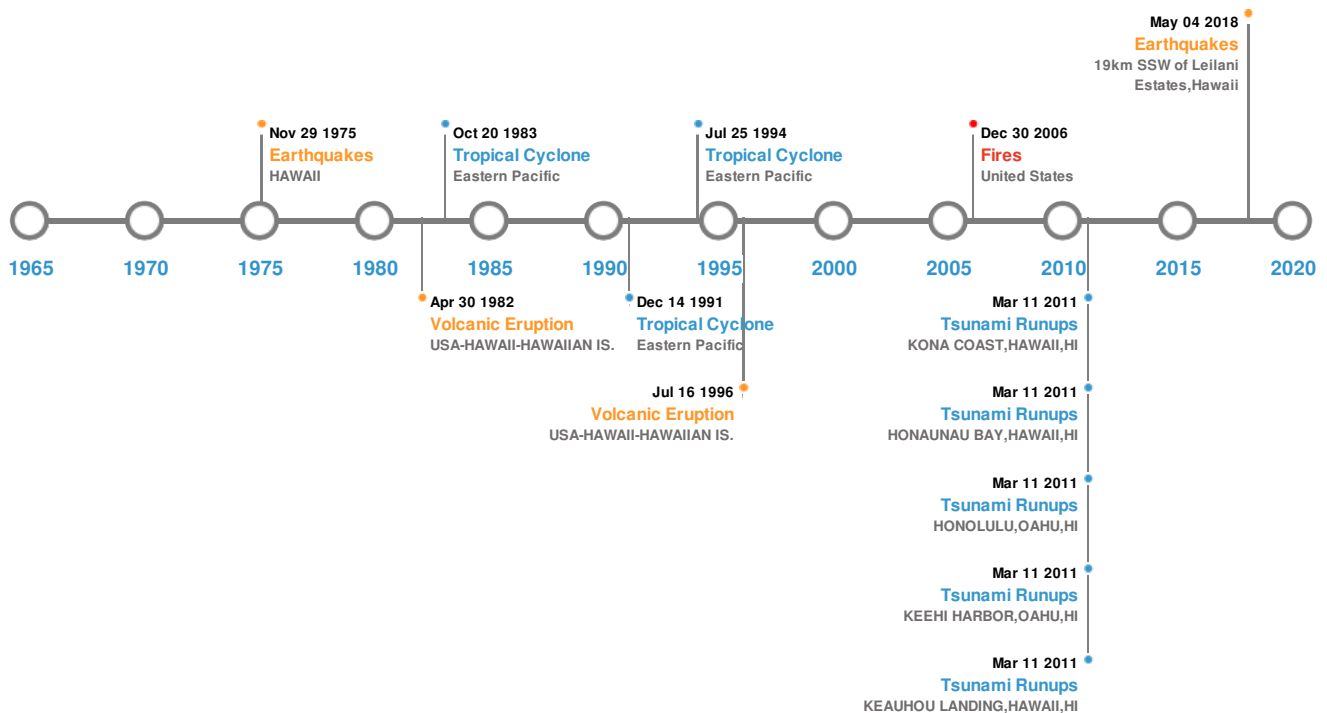 May 04 2018
Earthquakes
19km SSW of Leilani
Estates,Hawaii
Nov 29 1975
Earthquakes
HAWAII
Oct 20 1983
Tropical Cyclone
Eastern Pacific
Jul 25 1994
Tropical Cyclone
Eastern Pacific
Dec 30 2006
Fires
United States
1965 1970 1975 1980 1985 1990 1995 2000 2005 2010 2015 2020
Apr 30 1982
Volcanic Eruption
USA-HAWAII-HAWAIIAN IS.
Dec 14 1991
Tropical Cyclone
Eastern Pacific
Jul 16 1996
Volcanic Eruption
USA-HAWAII-HAWAIIAN IS.
Mar 11 2011
Tsunami Runups
KONA COAST,HAWAII,HI
Mar 11 2011
Tsunami Runups
HONAUNAU BAY,HAWAII,HI
Mar 11 2011
Tsunami Runups
HONOLULU,OAHU,HI
Mar 11 2011
Tsunami Runups
KEEHI HARBOR,OAHU,HI
Mar 11 2011
Tsunami Runups
KEAUHOU LANDING,HAWAII,HI